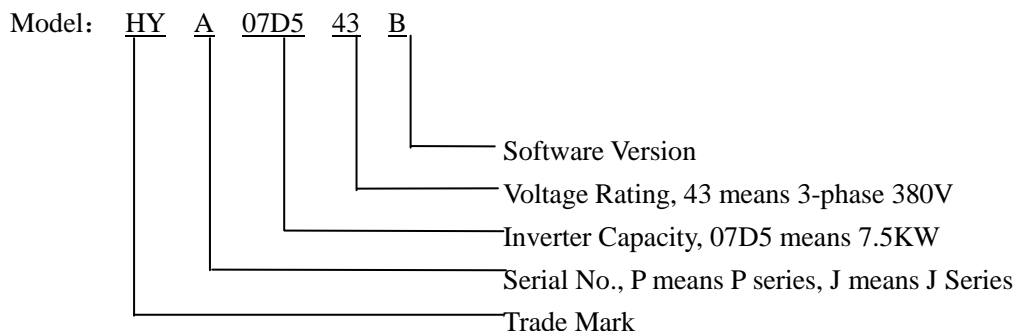 Model： HY A 07D5 43 B
Software Version
Voltage Rating, 43 means 3-phase 380V
Inverter Capacity, 07D5 means 7.5KW
Serial No., P means P series, J means J Series
Trade Mark